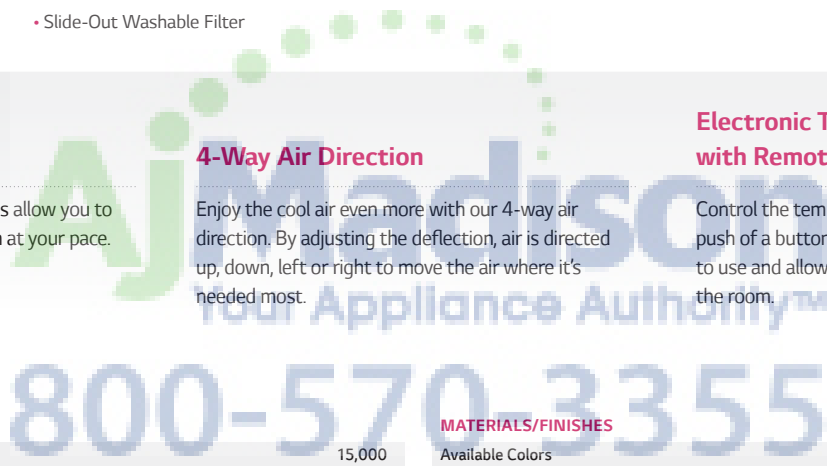 • Slide-Out Washable Filter
4-Way Air Direction
Enjoy the cool air even more with our 4-way air
direction. By adjusting the deflection, air is directed
up, down, left or right to move the air where it's
needed most.
s allow you to
at your pace.
Electronic T
with Remot
Control the tem
push of a button
to use and allow
the room.
AjMadison
Your Appliance Authority™
800-570-3355
15,000
MATERIALS/FINISHES
Available Colors